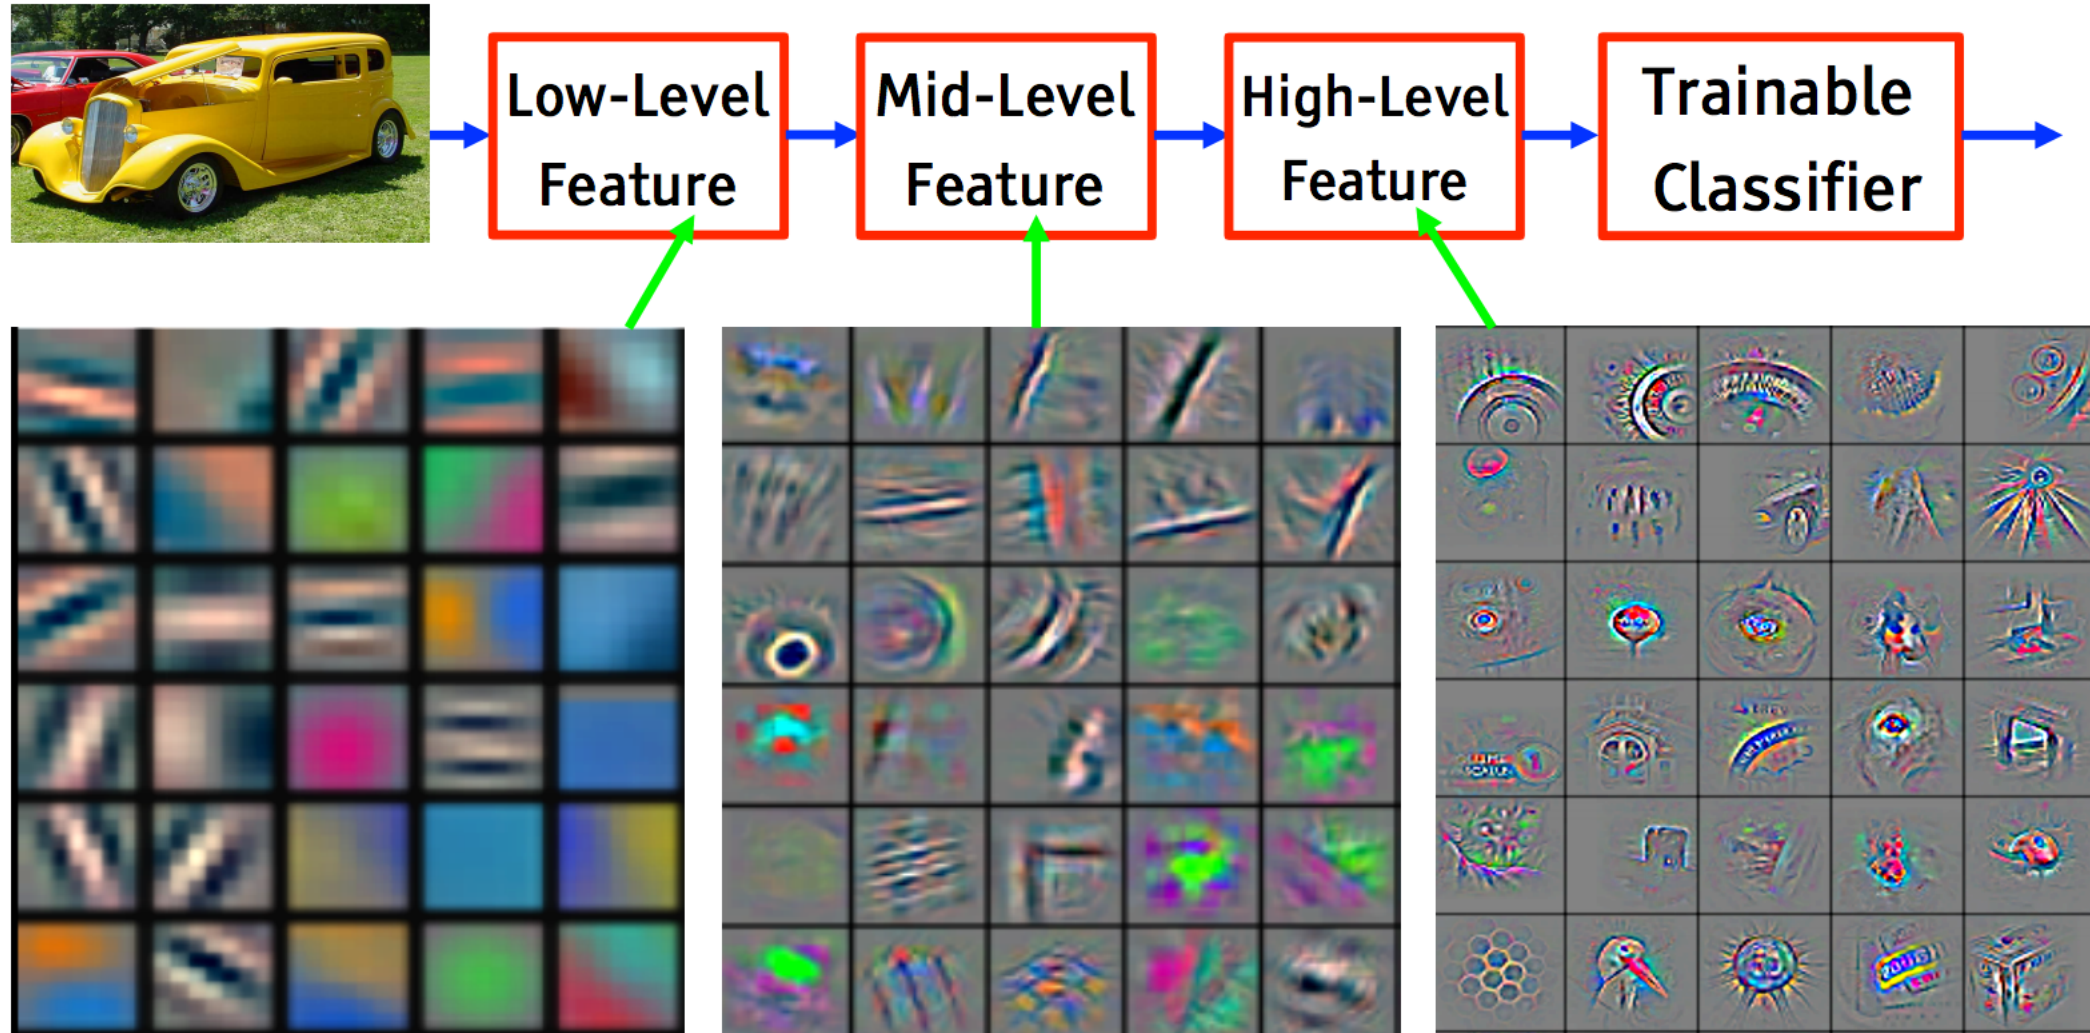 Low-Level
Feature
Mid-Level
Feature
High-Level
Feature
Trainable
Classifier